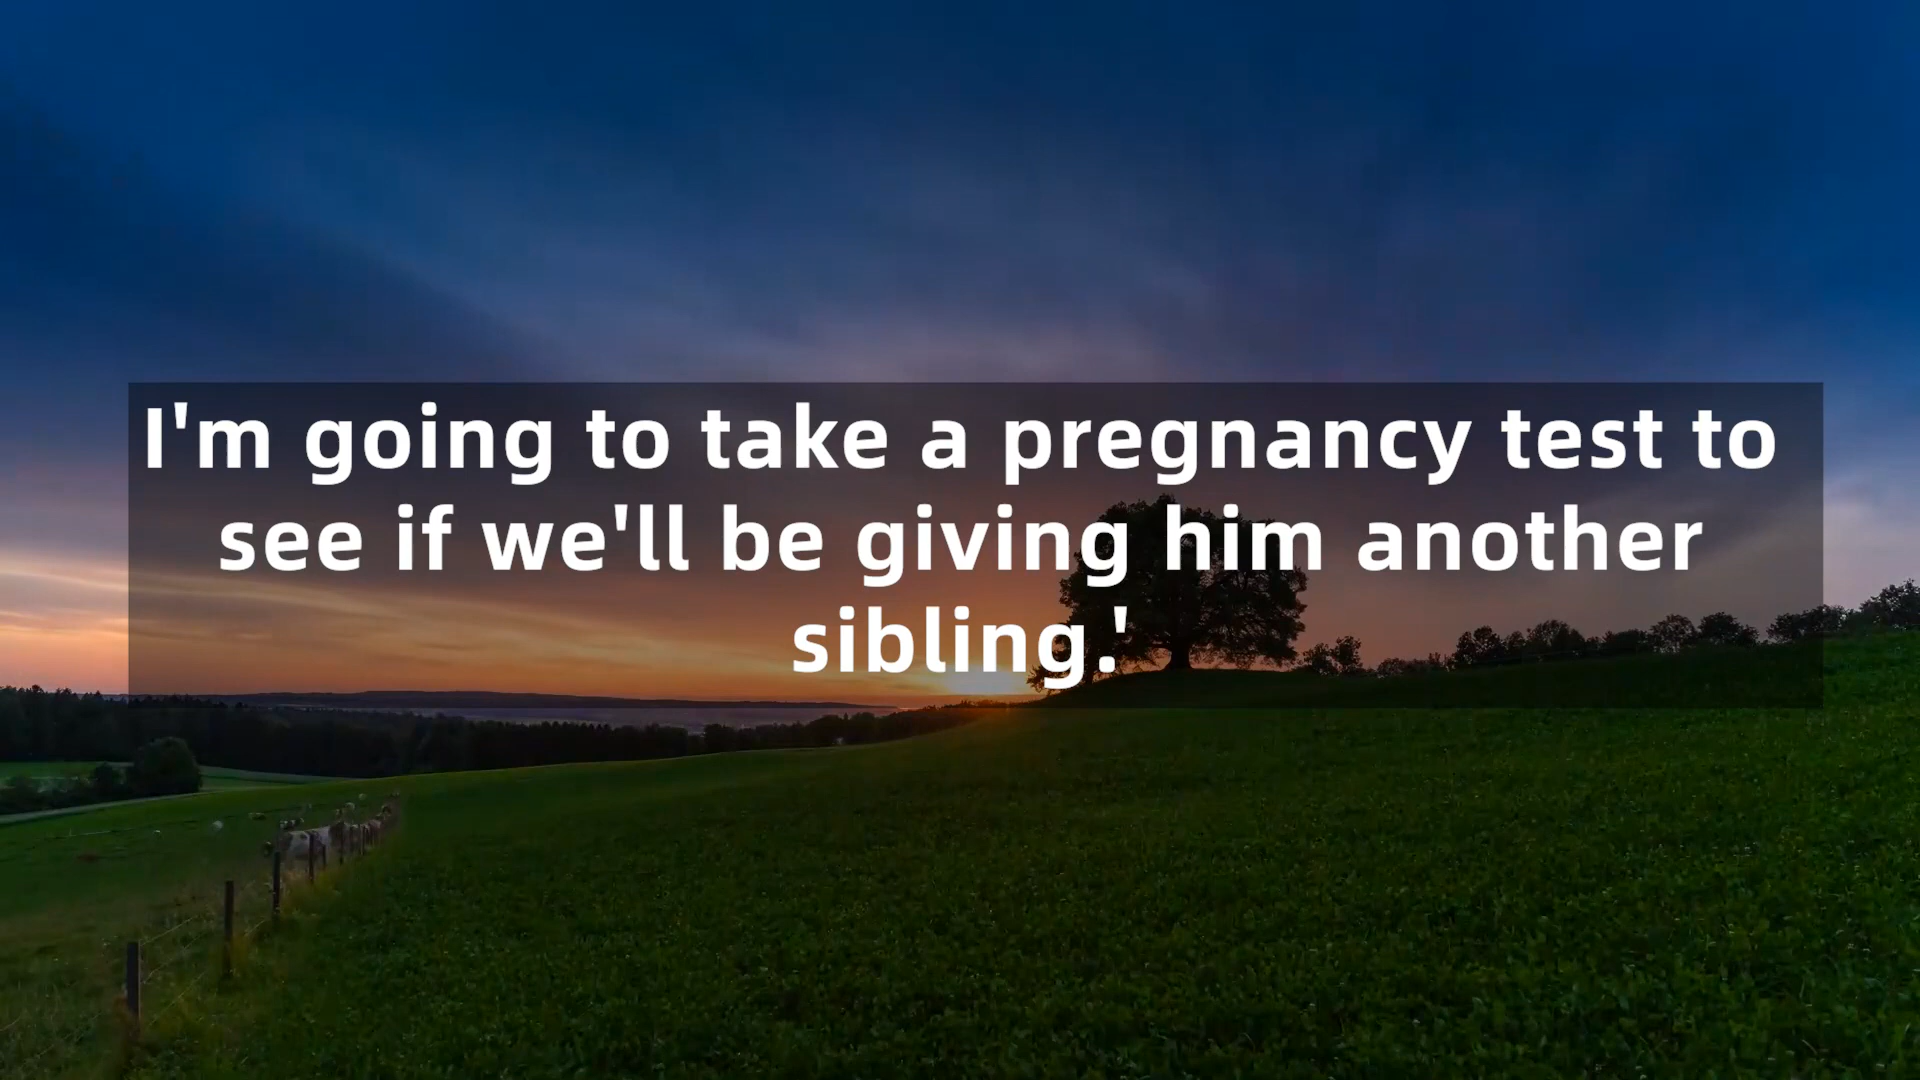 I'm going to take a pregnancy test to
see if we'll be giving him another
sibling.'